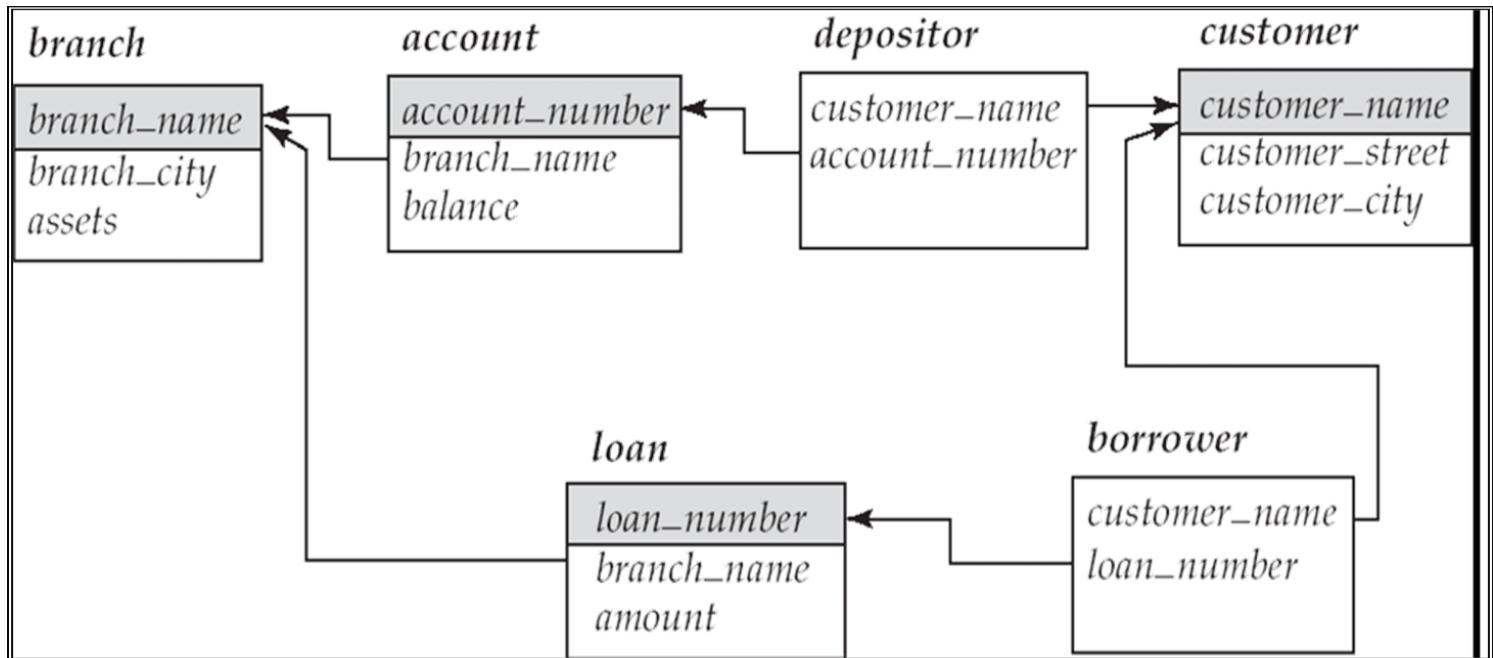 branch
branch_name
branch_city
assets
account
account_number
branch_name
balance
depositor
customer_name
account_number
customer
customer_name
customer_street
customer_city
loan
loan_number
branch_name
amount
borrower
customer_name
loan_number